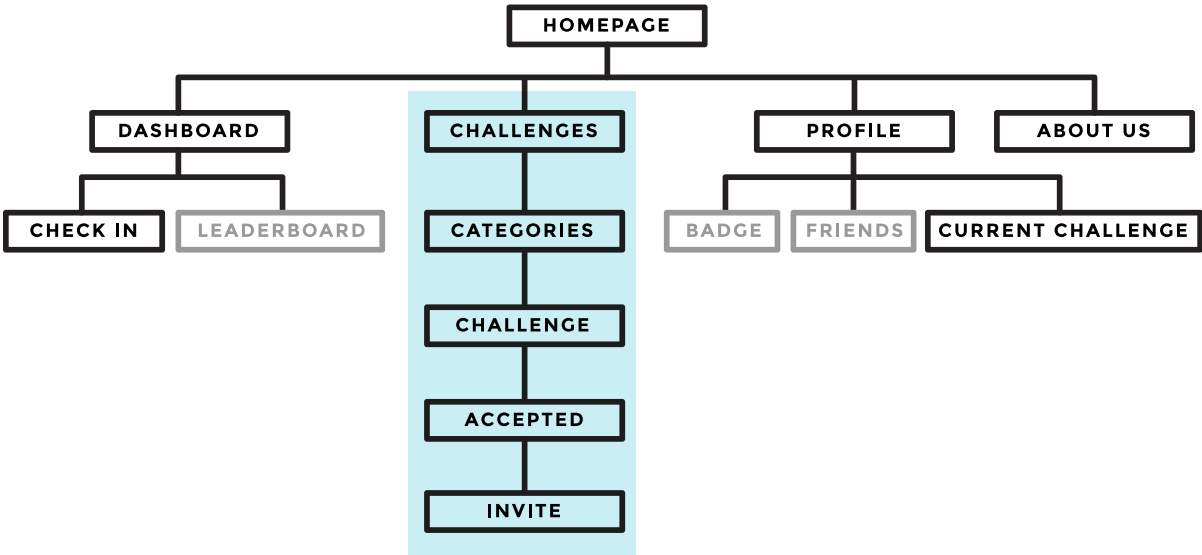 HOMEPAGE
DASHBOARD
CHALLENGES
PROFILE
ABOUT US
CHECK IN
LEADERBOARD
CATEGORIES
BADGE
FRIENDS
CURRENT CHALLENGE
CHALLENGE
ACCEPTED
INVITE